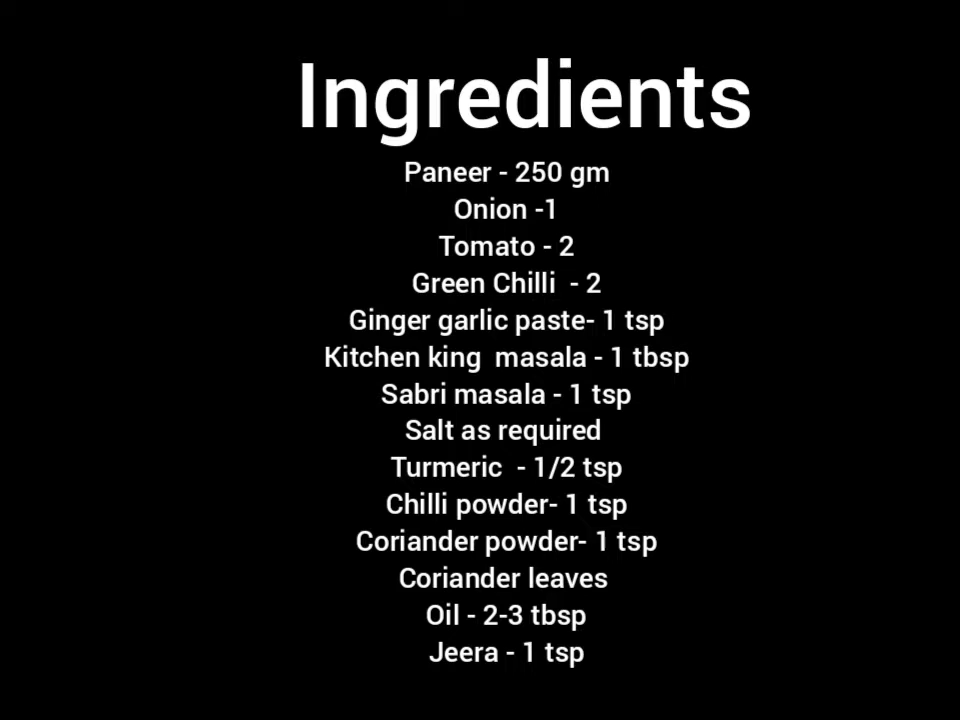 Ingredients
Paneer - 250 gm
Onion -1
Tomato - 2
Green Chilli  - 2
Ginger garlic paste- 1 tsp
Kitchen king  masala - 1 tbsp
Sabri masala - 1 tsp
Salt as required
Turmeric  - 1/2 tsp
Chilli powder- 1 tsp
Coriander powder- 1 tsp
Coriander leaves
Oil - 2-3 tbsp
Jeera - 1 tsp